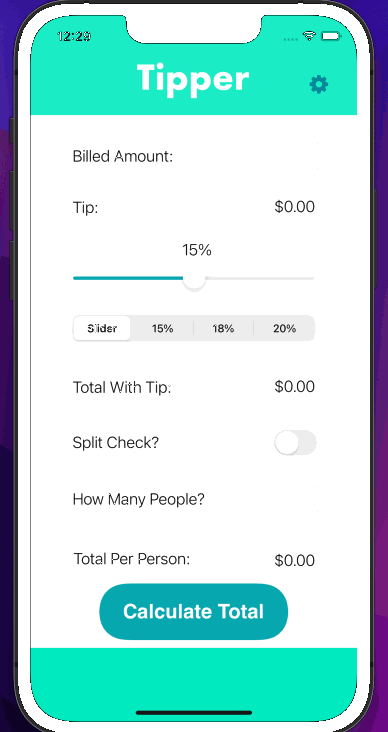 12:29
Tipper
Billed Amount:
Tip: $0.00
15%
Slider 15% 18% 20%
Total With Tip: $0.00
Split Check?
How Many People?
Total Per Person: $0.00
Calculate Total